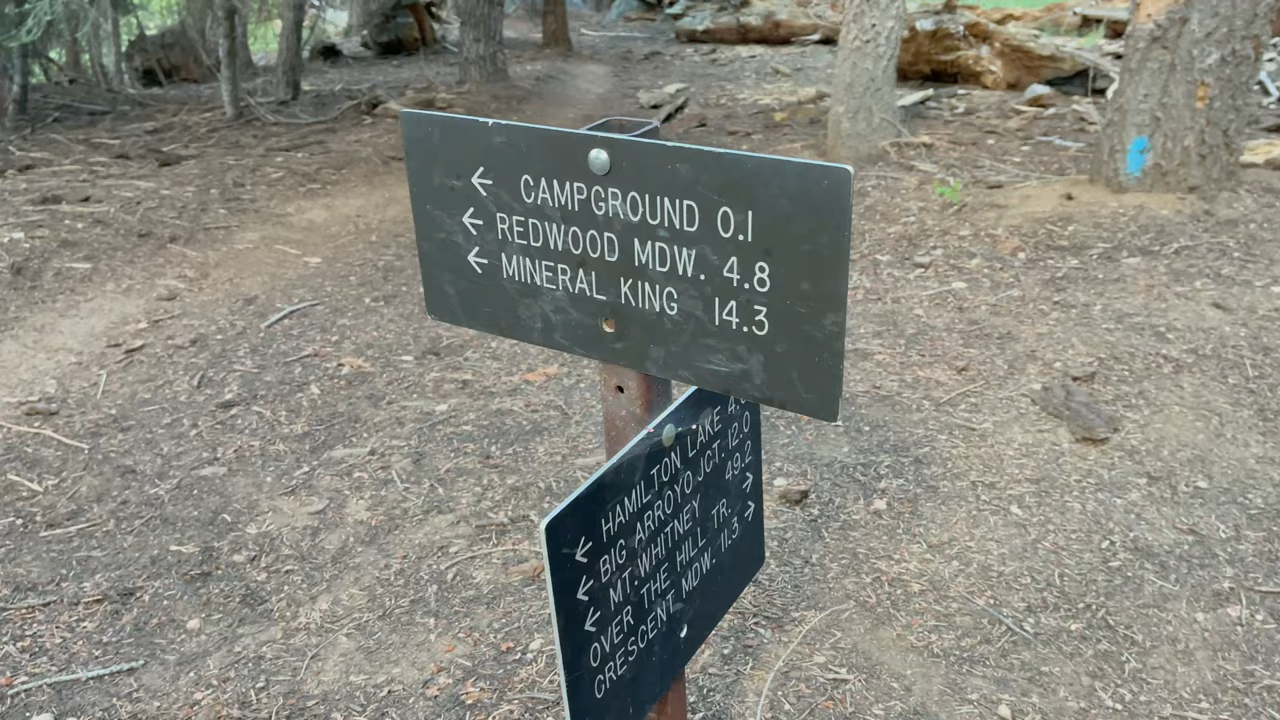 ← CAMPGROUND 0.1
← REDWOOD MDW. 4.8
← MINERAL KING 14.3
← HAMILTON LAKE
← BIG ARROYO JCT. 12.0
← MT. WHITNEY 49.2
OVER THE HILL TR. →
CRESCENT MDW. 11.3 →